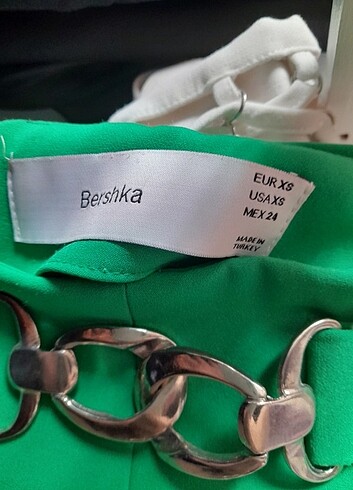 Bershka
EUR XS
USA XS
MEX 24
MADE IN
TURKEY